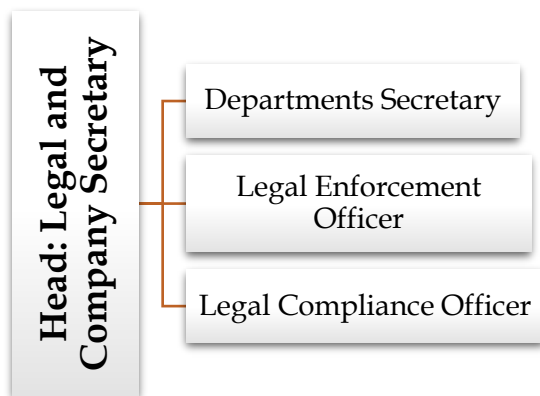 Head: Legal and
Company Secretary
Departments Secretary
Legal Enforcement
Officer
Legal Compliance Officer